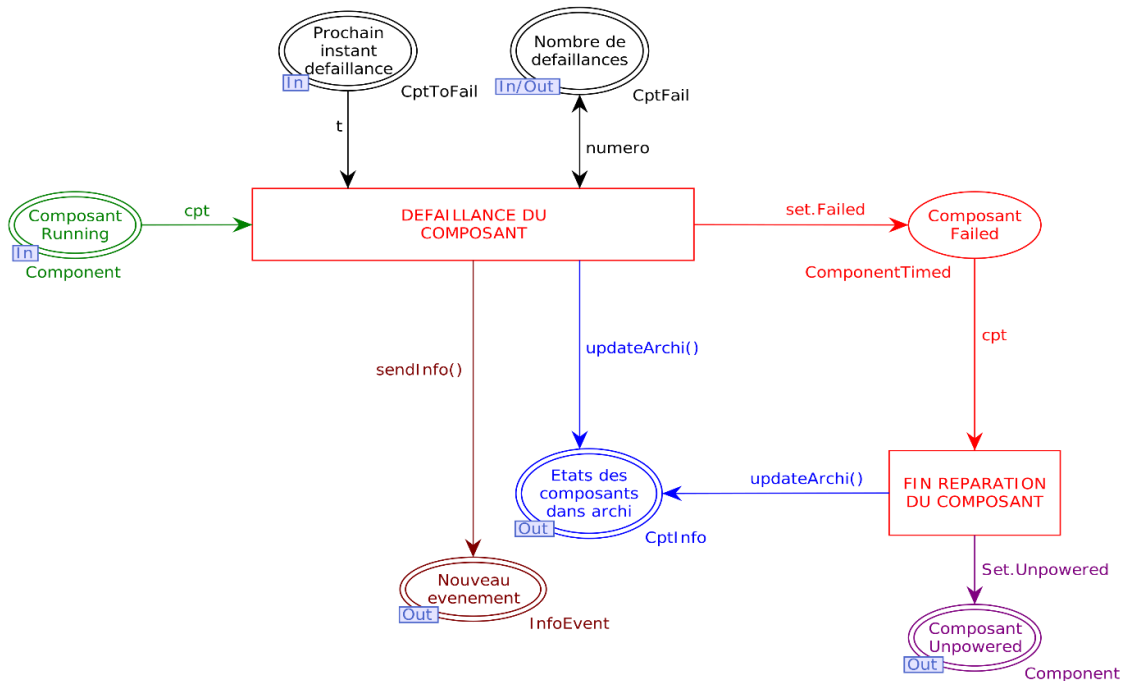 Prochain
instant
defaillance
In
CptToFail
Nombre de
defaillances
In/Out
CptFail
t
numero
Composant
Running
In
Component
cpt
DEFAILLANCE DU
COMPOSANT
set.Failed
Composant
Failed
ComponentTimed
sendInfo()
updateArchi()
cpt
Etats des
composants
dans archi
Out
CptInfo
updateArchi()
FIN REPARATION
DU COMPOSANT
Nouveau
evenement
Out
InfoEvent
Set.Unpowered
Composant
Unpowered
Out
Component